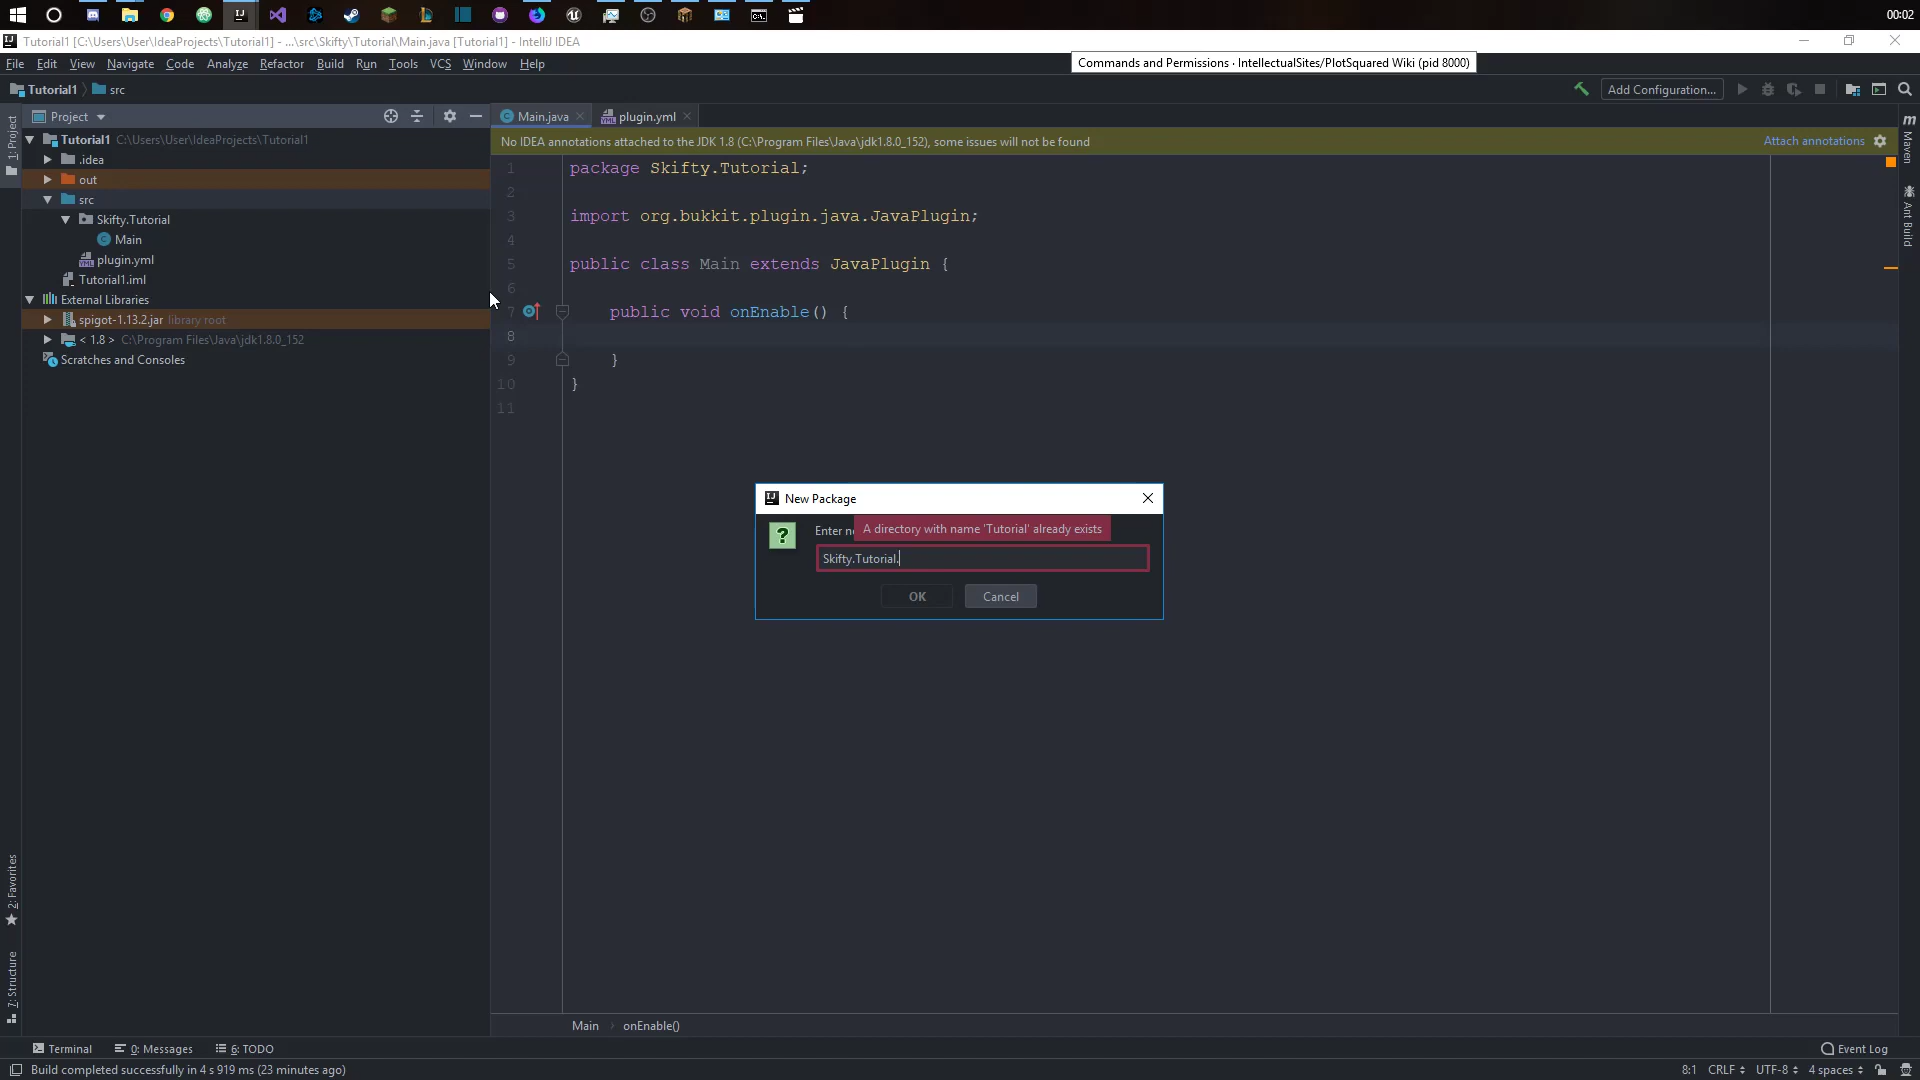 00:02
Tutorial1 [C:\Users\User\IdeaProjects\Tutorial1] - ...\src\Skifty\Tutorial\Main.java [Tutorial1] - IntelliJ IDEA
File Edit View Navigate Code Analyze Refactor Build Run Tools VCS Window Help
Commands and Permissions · IntellectualSites/PlotSquared Wiki (pid 8000)
Tutorial1 src
Add Configuration...
Project
Main.java
plugin.yml
1: Project
Tutorial1 C:\Users\User\IdeaProjects\Tutorial1
.idea
out
src
Skifty.Tutorial
Main
plugin.yml
Tutorial1.iml
External Libraries
spigot-1.13.2.jar library root
< 1.8 > C:\Program Files\Java\jdk1.8.0_152
Scratches and Consoles
No IDEA annotations attached to the JDK 1.8 (C:\Program Files\Java\jdk1.8.0_152), some issues will not be found
Attach annotations
1 package Skifty.Tutorial;
2
3 import org.bukkit.plugin.java.JavaPlugin;
4
5 public class Main extends JavaPlugin {
6
7 public void onEnable() {
8
9 }
10 }
11
New Package
Enter
A directory with name 'Tutorial' already exists
Skifty.Tutorial.
OK
Cancel
Maven
Ant Build
2: Favorites
7: Structure
Main onEnable()
Terminal 0: Messages 6: TODO
Event Log
Build completed successfully in 4 s 919 ms (23 minutes ago)
8:1 CRLF UTF-8 4 spaces